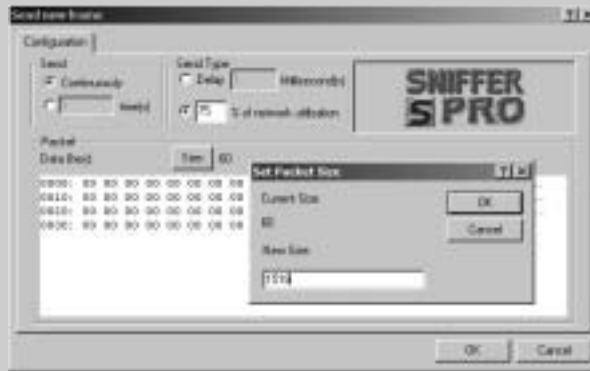 Send new frame
Configuration
Send
Continuously
time(s)
Send Type
Delay
Millisecond(s)
75 % of network utilization
SNIFFER
PRO
Packet
Data (hex):
Size
60
0000: 00 00 00 00 00 00 00 00
0010: 00 00 00 00 00 00 00 00
0020: 00 00 00 00 00 00 00 00
0030: 00 00 00 00 00 00 00 00
Set Packet Size
Current Size:
60
New Size:
OK
Cancel
OK
Cancel